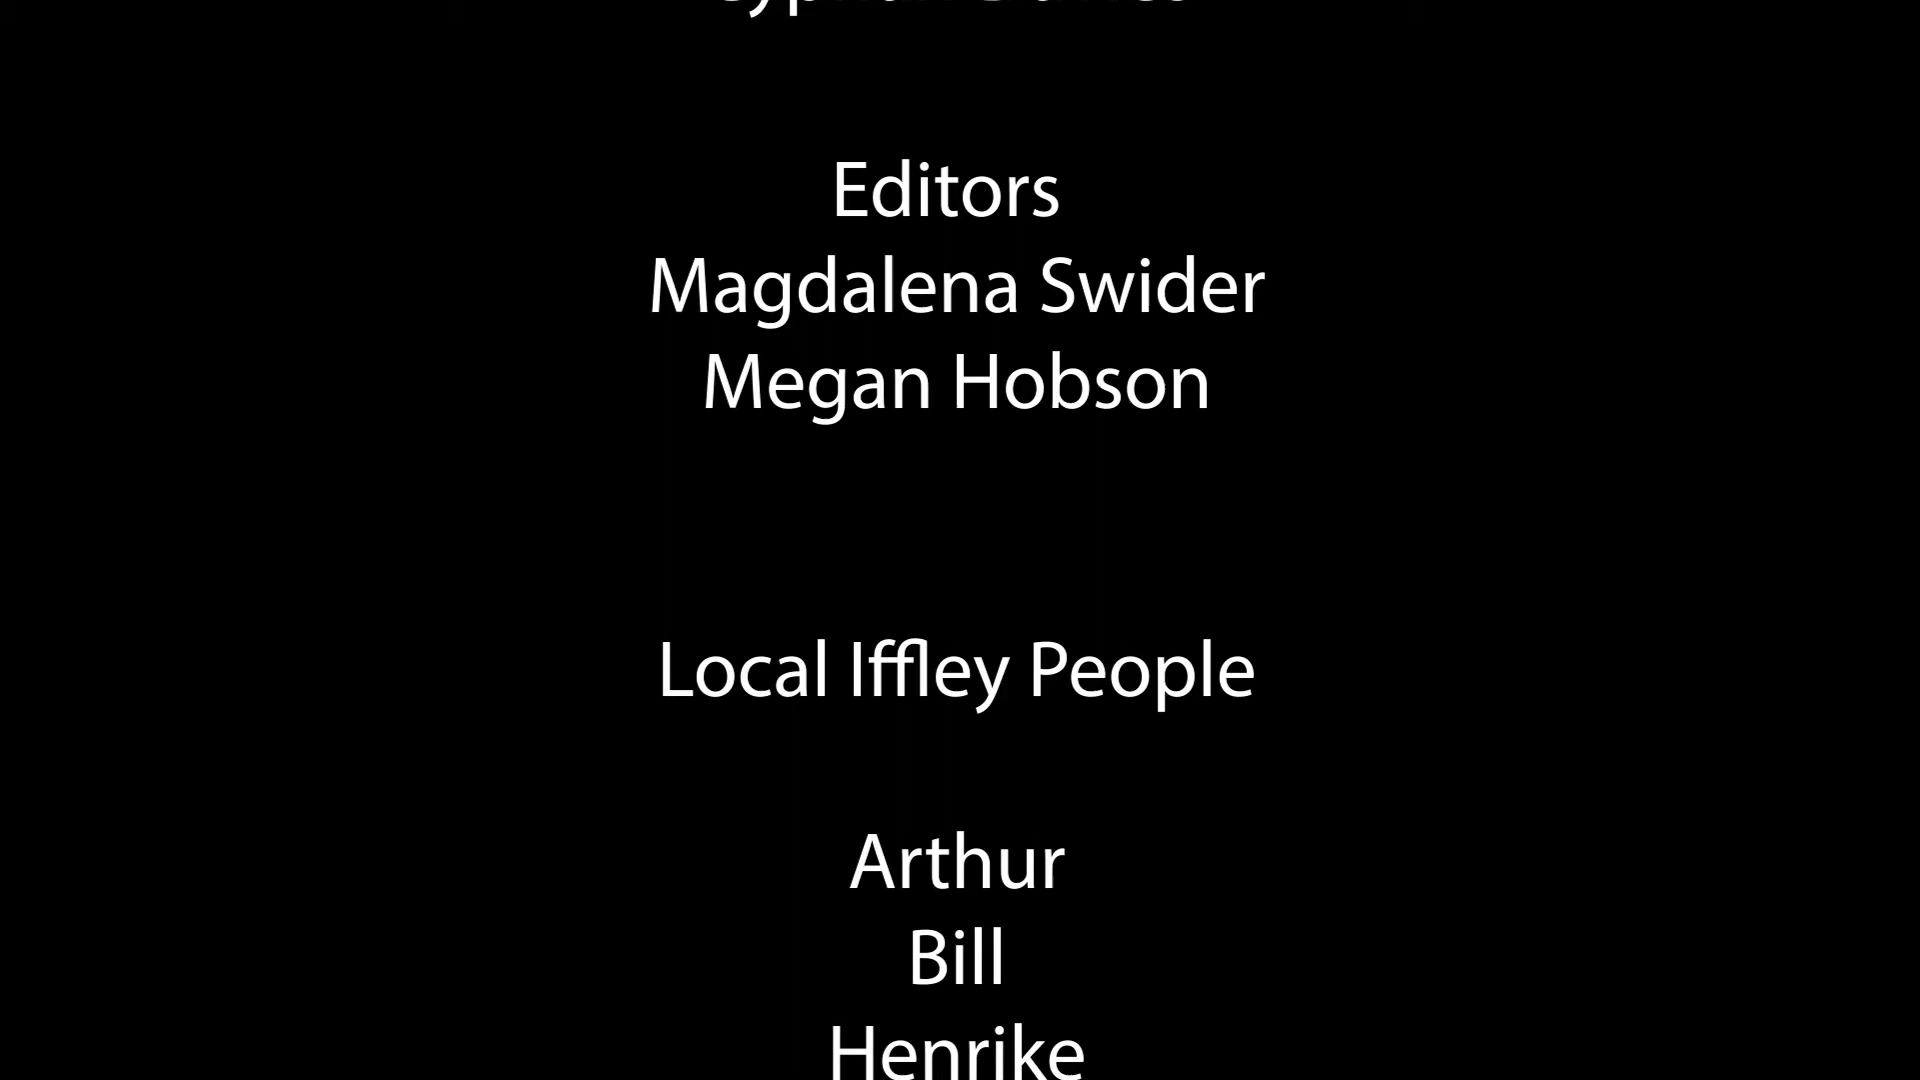 Editors
Magdalena Swider
Megan Hobson
Local Iffley People
Arthur
Bill
Henrike